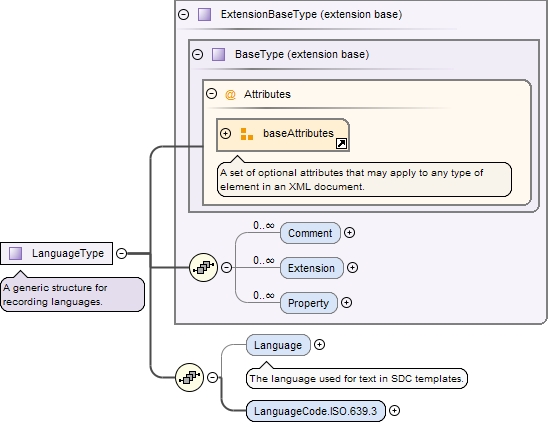 ExtensionBaseType (extension base)
BaseType (extension base)
@ Attributes
baseAttributes
A set of optional attributes that may apply to any type of
element in an XML document.
0..∞
Comment
0..∞
Extension
0..∞
Property
LanguageType
A generic structure for
recording languages.
Language
The language used for text in SDC templates.
LanguageCode.ISO.639.3